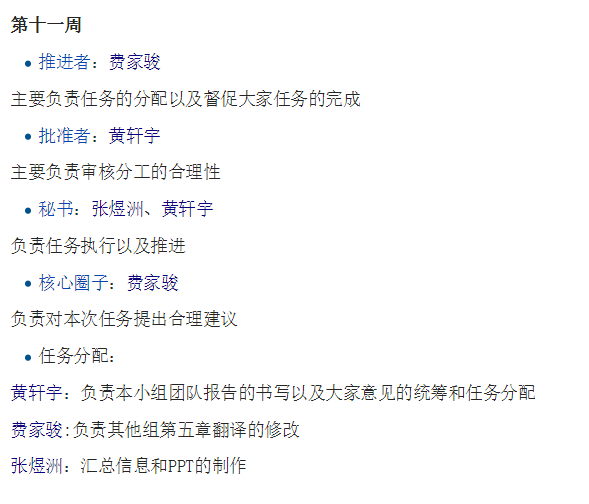 第十一周
推进者：费家骏
主要负责任务的分配以及督促大家任务的完成
批准者：黄轩宇
主要负责审核分工的合理性
秘书：张煜洲、黄轩宇
负责任务执行以及推进
核心圈子：费家骏
负责对本次任务提出合理建议
任务分配：
黄轩宇：负责本小组团队报告的书写以及大家意见的统筹和任务分配
费家骏:负责其他组第五章翻译的修改
张煜洲：汇总信息和PPT的制作